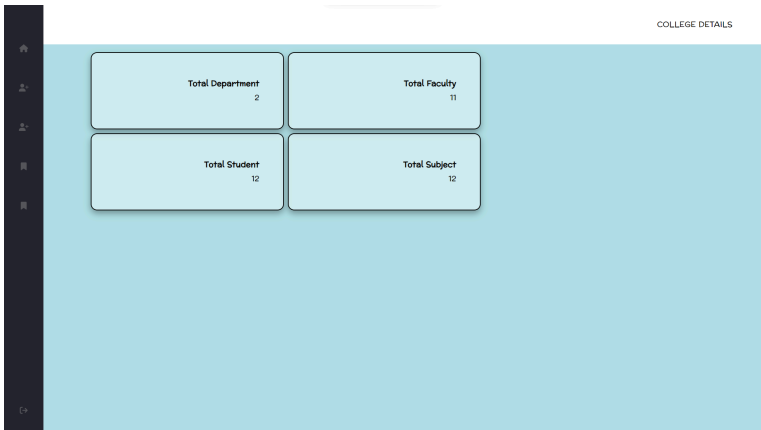 COLLEGE DETAILS
Total Department
2
Total Faculty
11
Total Student
12
Total Subject
12